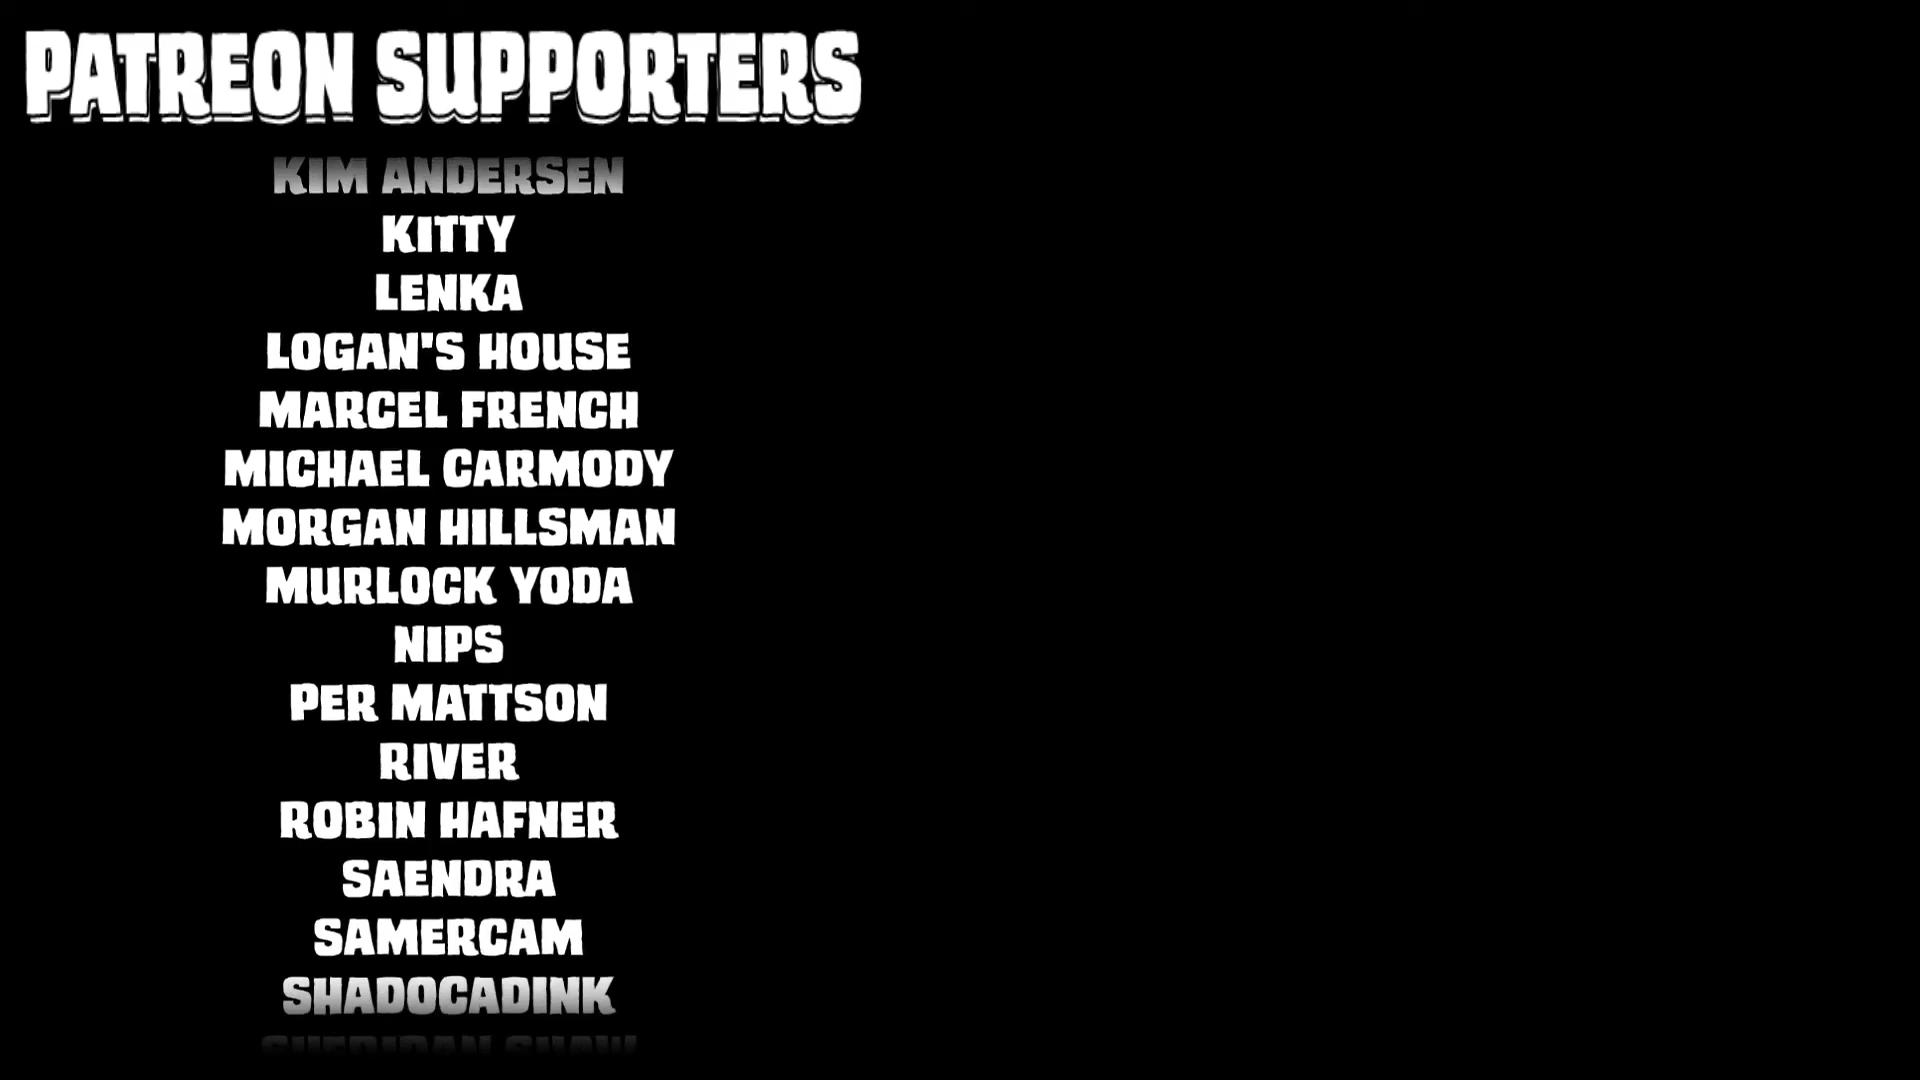 PATREON SUPPORTERS
KIM ANDERSEN
KITTY
LENKA
LOGAN'S HOUSE
MARCEL FRENCH
MICHAEL CARMODY
MORGAN HILLSMAN
MURLOCK YODA
NIPS
PER MATTSON
RIVER
ROBIN HAFNER
SAENDRA
SAMERCAM
SHADOCADINK